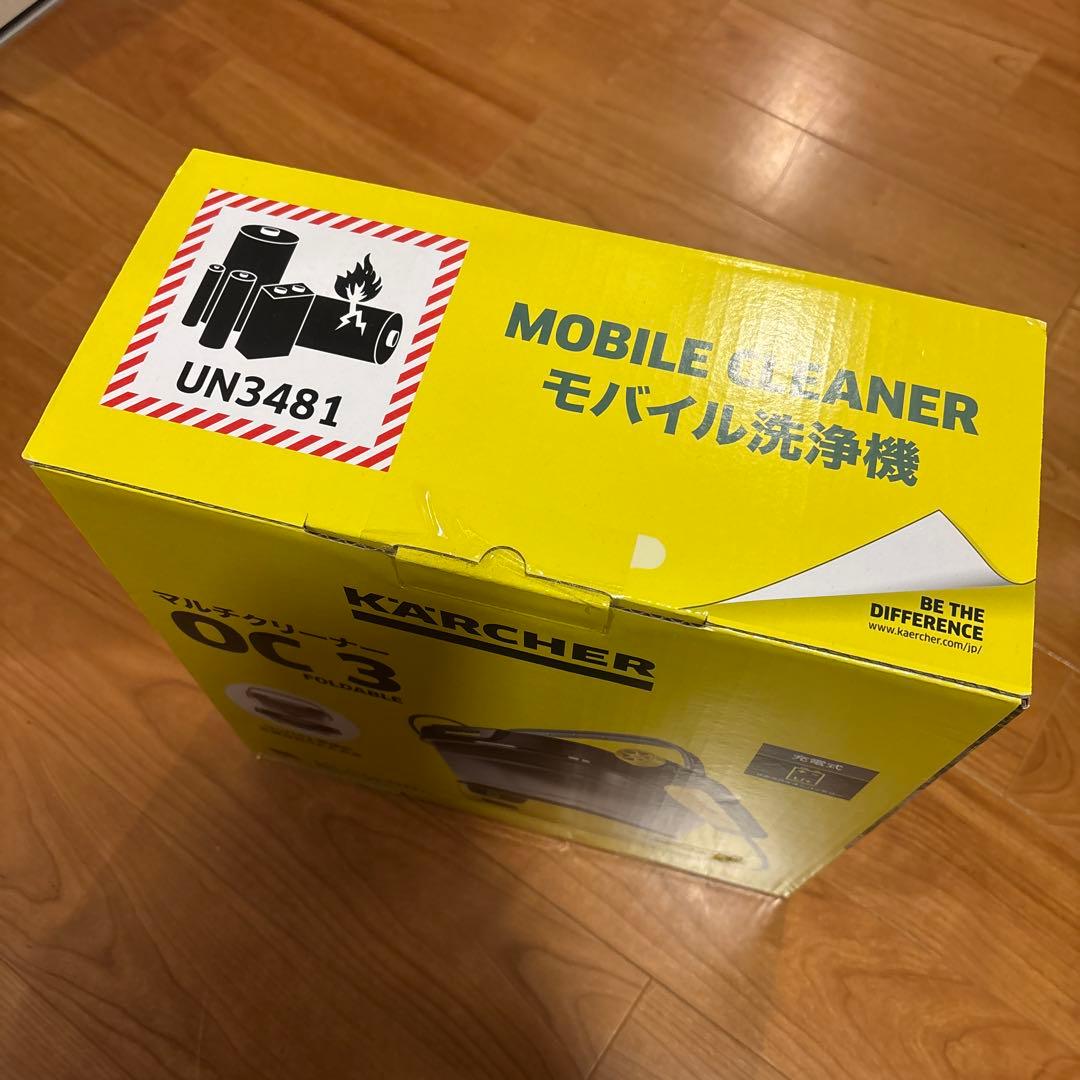 UN3481
MOBILE CLEANER
モバイル洗浄機
BE THE
DIFFERENCE
www.kaercher.com/jp/
KÄRCHER
マルチクリーナー
OC 3
FOLDABLE
充電式